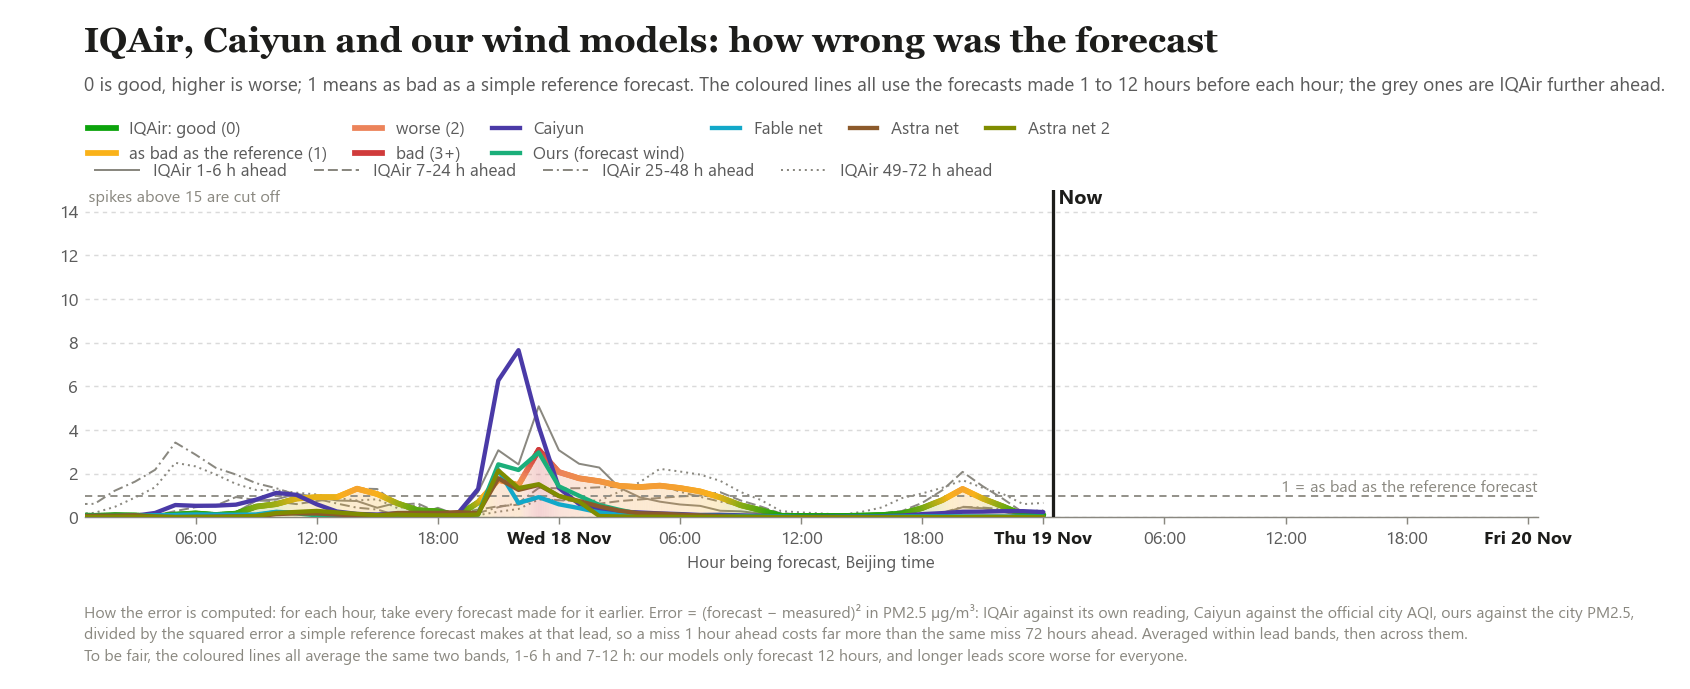 IQAir, Caiyun and our wind models: how wrong was the forecast
0 is good, higher is worse; 1 means as bad as a simple reference forecast. The coloured lines all use the forecasts made 1 to 12 hours before each hour; the grey ones are IQAir further ahead.
IQAir: good (0) worse (2) Caiyun Fable net Astra net Astra net 2
as bad as the reference (1) bad (3+) Ours (forecast wind)
IQAir 1-6 h ahead IQAir 7-24 h ahead IQAir 25-48 h ahead IQAir 49-72 h ahead
spikes above 15 are cut off
Now
14
12
10
8
6
4
2
1 = as bad as the reference forecast
0
06:00 12:00 18:00 Wed 18 Nov 06:00 12:00 18:00 Thu 19 Nov 06:00 12:00 18:00 Fri 20 Nov
Hour being forecast, Beijing time
How the error is computed: for each hour, take every forecast made for it earlier. Error = (forecast − measured)² in PM2.5 µg/m³: IQAir against its own reading, Caiyun against the official city AQI, ours against the city PM2.5,
divided by the squared error a simple reference forecast makes at that lead, so a miss 1 hour ahead costs far more than the same miss 72 hours ahead. Averaged within lead bands, then across them.
To be fair, the coloured lines all average the same two bands, 1-6 h and 7-12 h: our models only forecast 12 hours, and longer leads score worse for everyone.